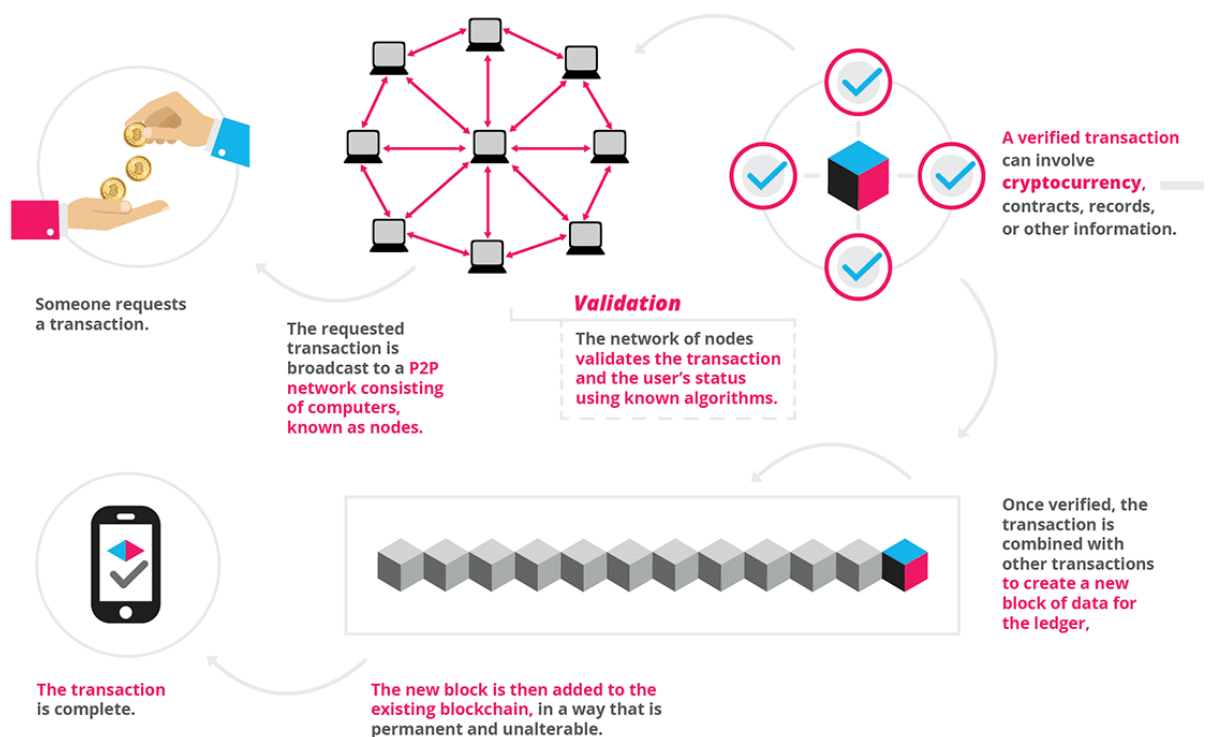 Someone requests
a transaction.
The requested
transaction is
broadcast to a P2P
network consisting
of computers,
known as nodes.
Validation
The network of nodes
validates the transaction
and the user's status
using known algorithms.
A verified transaction
can involve
cryptocurrency,
contracts, records,
or other information.
Once verified, the
transaction is
combined with
other transactions
to create a new
block of data for
the ledger,
The new block is then added to the
existing blockchain, in a way that is
permanent and unalterable.
The transaction
is complete.